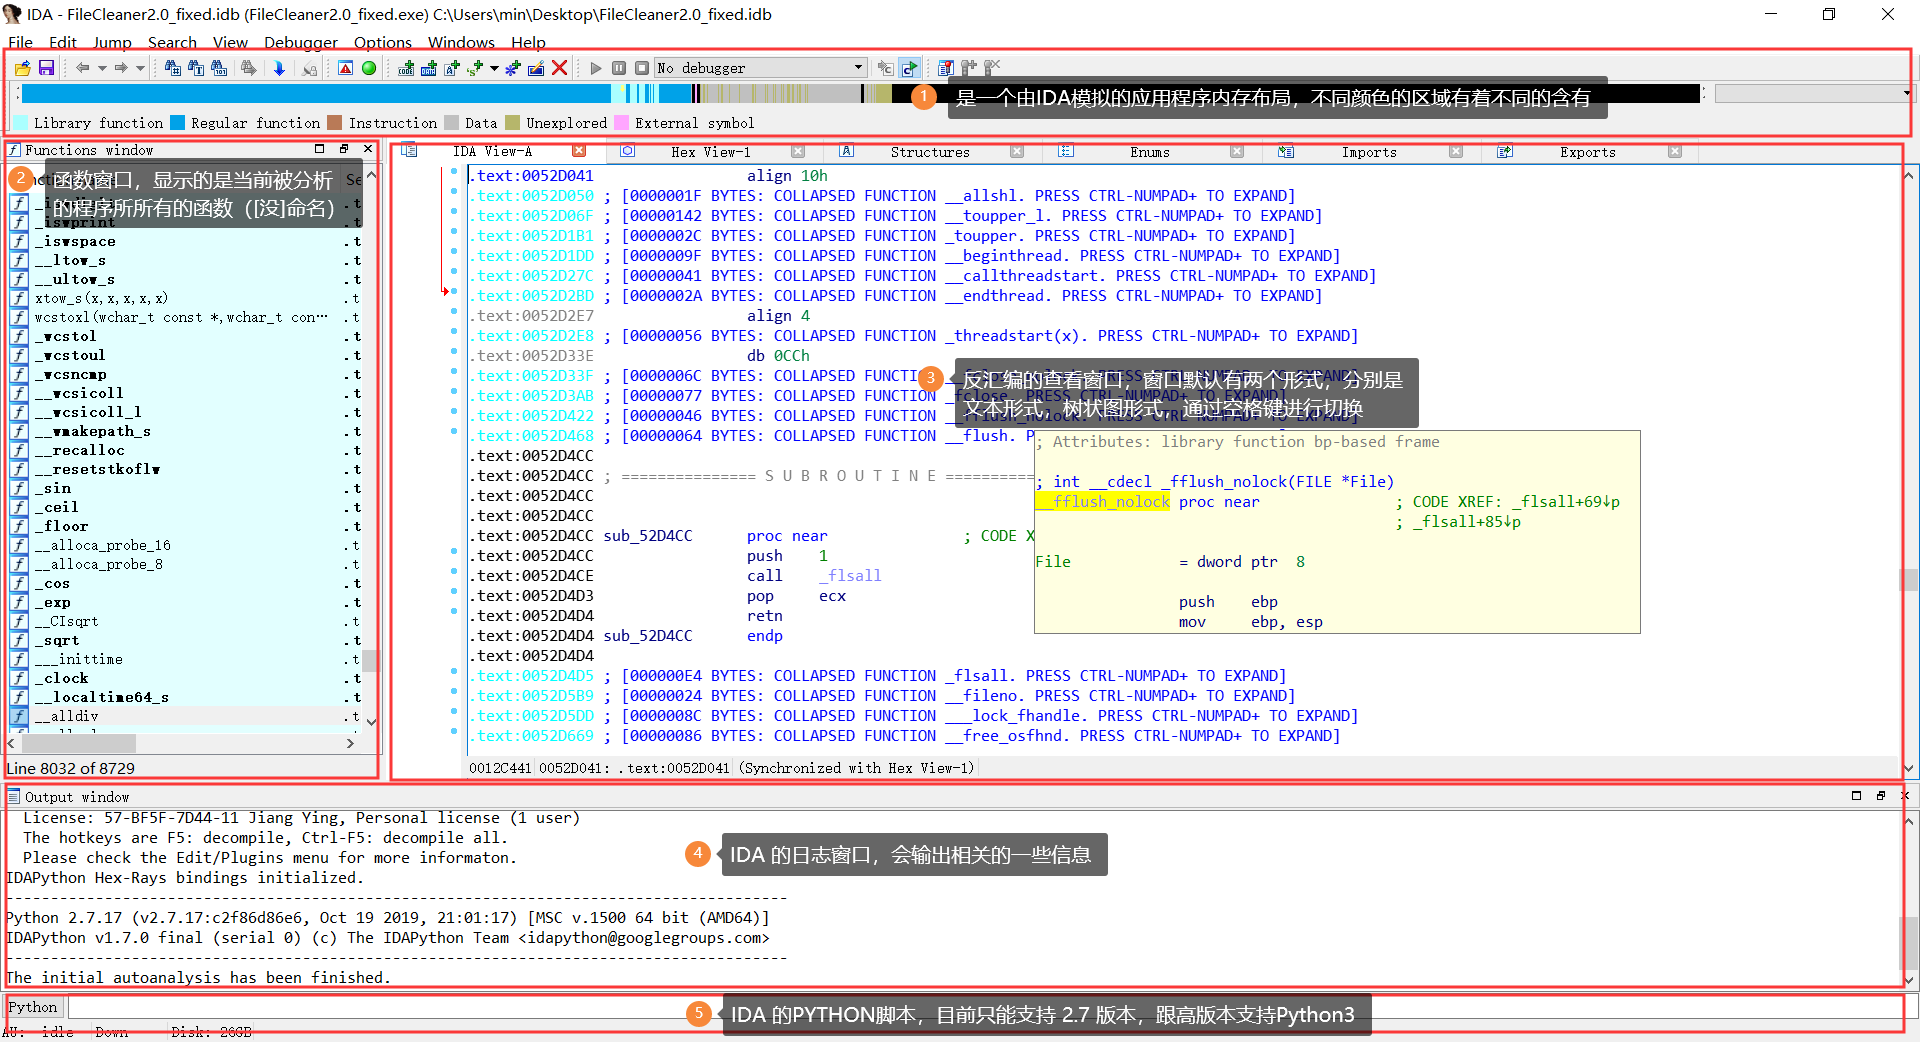 IDA - FileCleaner2.0_fixed.idb (FileCleaner2.0_fixed.exe) C:\Users\min\Desktop\FileCleaner2.0_fixed.idb
File Edit Jump Search View Debugger Options Windows Help
No debugger
1 是一个由IDA模拟的应用程序内存布局，不同颜色的区域有着不同的含有
Library function Regular function Instruction Data Unexplored External symbol
Functions window
2 函数窗口，显示的是当前被分析
的程序所所有的函数（[没]命名）
_iswprint .t
_iswspace .t
__ltow_s .t
__ultow_s .t
xtow_s(x,x,x,x,x) .t
wcstoxl(wchar_t const *,wchar_t con··· .t
_wcstol .t
_wcstoul .t
_wcsncmp .t
__wcsicoll .t
__wcsicoll_l .t
__wmakepath_s .t
__recalloc .t
__resetstkoflw .t
_sin .t
_ceil .t
_floor .t
__alloca_probe_16 .t
__alloca_probe_8 .t
_cos .t
_exp .t
__CIsqrt .t
_sqrt .t
___inittime .t
_clock .t
__localtime64_s .t
__alldiv .t
Line 8032 of 8729
IDA View-A Hex View-1 Structures Enums Imports Exports
.text:0052D041 align 10h
.text:0052D050 ; [0000001F BYTES: COLLAPSED FUNCTION __allshl. PRESS CTRL-NUMPAD+ TO EXPAND]
.text:0052D06F ; [00000142 BYTES: COLLAPSED FUNCTION __toupper_l. PRESS CTRL-NUMPAD+ TO EXPAND]
.text:0052D1B1 ; [0000002C BYTES: COLLAPSED FUNCTION _toupper. PRESS CTRL-NUMPAD+ TO EXPAND]
.text:0052D1DD ; [0000009F BYTES: COLLAPSED FUNCTION __beginthread. PRESS CTRL-NUMPAD+ TO EXPAND]
.text:0052D27C ; [00000041 BYTES: COLLAPSED FUNCTION __callthreadstart. PRESS CTRL-NUMPAD+ TO EXPAND]
.text:0052D2BD ; [0000002A BYTES: COLLAPSED FUNCTION __endthread. PRESS CTRL-NUMPAD+ TO EXPAND]
.text:0052D2E7 align 4
.text:0052D2E8 ; [00000056 BYTES: COLLAPSED FUNCTION _threadstart(x). PRESS CTRL-NUMPAD+ TO EXPAND]
.text:0052D33E db 0CCh
.text:0052D33F ; [0000006C BYTES: COLLAPSED
.text:0052D3AB ; [00000077 BYTES: COLLAPSED FUNCTION _fclose. PRESS CTRL-NUMPAD+ TO EXPAND]
.text:0052D422 ; [00000046 BYTES: COLLAPSED FUNCTION __fflush_nolock. PRESS CTRL-NUMPAD+ TO EXPAND]
.text:0052D468 ; [00000064 BYTES: COLLAPSED FUNCTION __flush. P
3 反汇编的查看窗口，窗口默认有两个形式，分别是
文本形式，树状图形式，通过空格键进行切换
.text:0052D4CC
.text:0052D4CC ; =============== S U B R O U T I N E ==========
.text:0052D4CC
.text:0052D4CC
.text:0052D4CC sub_52D4CC proc near ; CODE X
.text:0052D4CC push 1
.text:0052D4CE call _flsall
.text:0052D4D3 pop ecx
.text:0052D4D4 retn
.text:0052D4D4 sub_52D4CC endp
.text:0052D4D4
.text:0052D4D5 ; [000000E4 BYTES: COLLAPSED FUNCTION _flsall. PRESS CTRL-NUMPAD+ TO EXPAND]
.text:0052D5B9 ; [00000024 BYTES: COLLAPSED FUNCTION __fileno. PRESS CTRL-NUMPAD+ TO EXPAND]
.text:0052D5DD ; [0000008C BYTES: COLLAPSED FUNCTION ___lock_fhandle. PRESS CTRL-NUMPAD+ TO EXPAND]
.text:0052D669 ; [00000086 BYTES: COLLAPSED FUNCTION __free_osfhnd. PRESS CTRL-NUMPAD+ TO EXPAND]
; Attributes: library function bp-based frame
; int __cdecl _fflush_nolock(FILE *File)
__fflush_nolock proc near ; CODE XREF: _flsall+69↓p
; _flsall+85↓p
File = dword ptr 8
push ebp
mov ebp, esp
0012C441 0052D041: .text:0052D041 (Synchronized with Hex View-1)
Output window
License: 57-BF5F-7D44-11 Jiang Ying, Personal license (1 user)
The hotkeys are F5: decompile, Ctrl-F5: decompile all.
Please check the Edit/Plugins menu for more informaton.
IDAPython Hex-Rays bindings initialized.
4 IDA 的日志窗口，会输出相关的一些信息
---------------------------------------------------------------------------------------
Python 2.7.17 (v2.7.17:c2f86d86e6, Oct 19 2019, 21:01:17) [MSC v.1500 64 bit (AMD64)]
IDAPython v1.7.0 final (serial 0) (c) The IDAPython Team <idapython@googlegroups.com>
---------------------------------------------------------------------------------------
The initial autoanalysis has been finished.
Python
5 IDA 的PYTHON脚本，目前只能支持 2.7 版本，跟高版本支持Python3
AU: idle Down Disk: 26GB